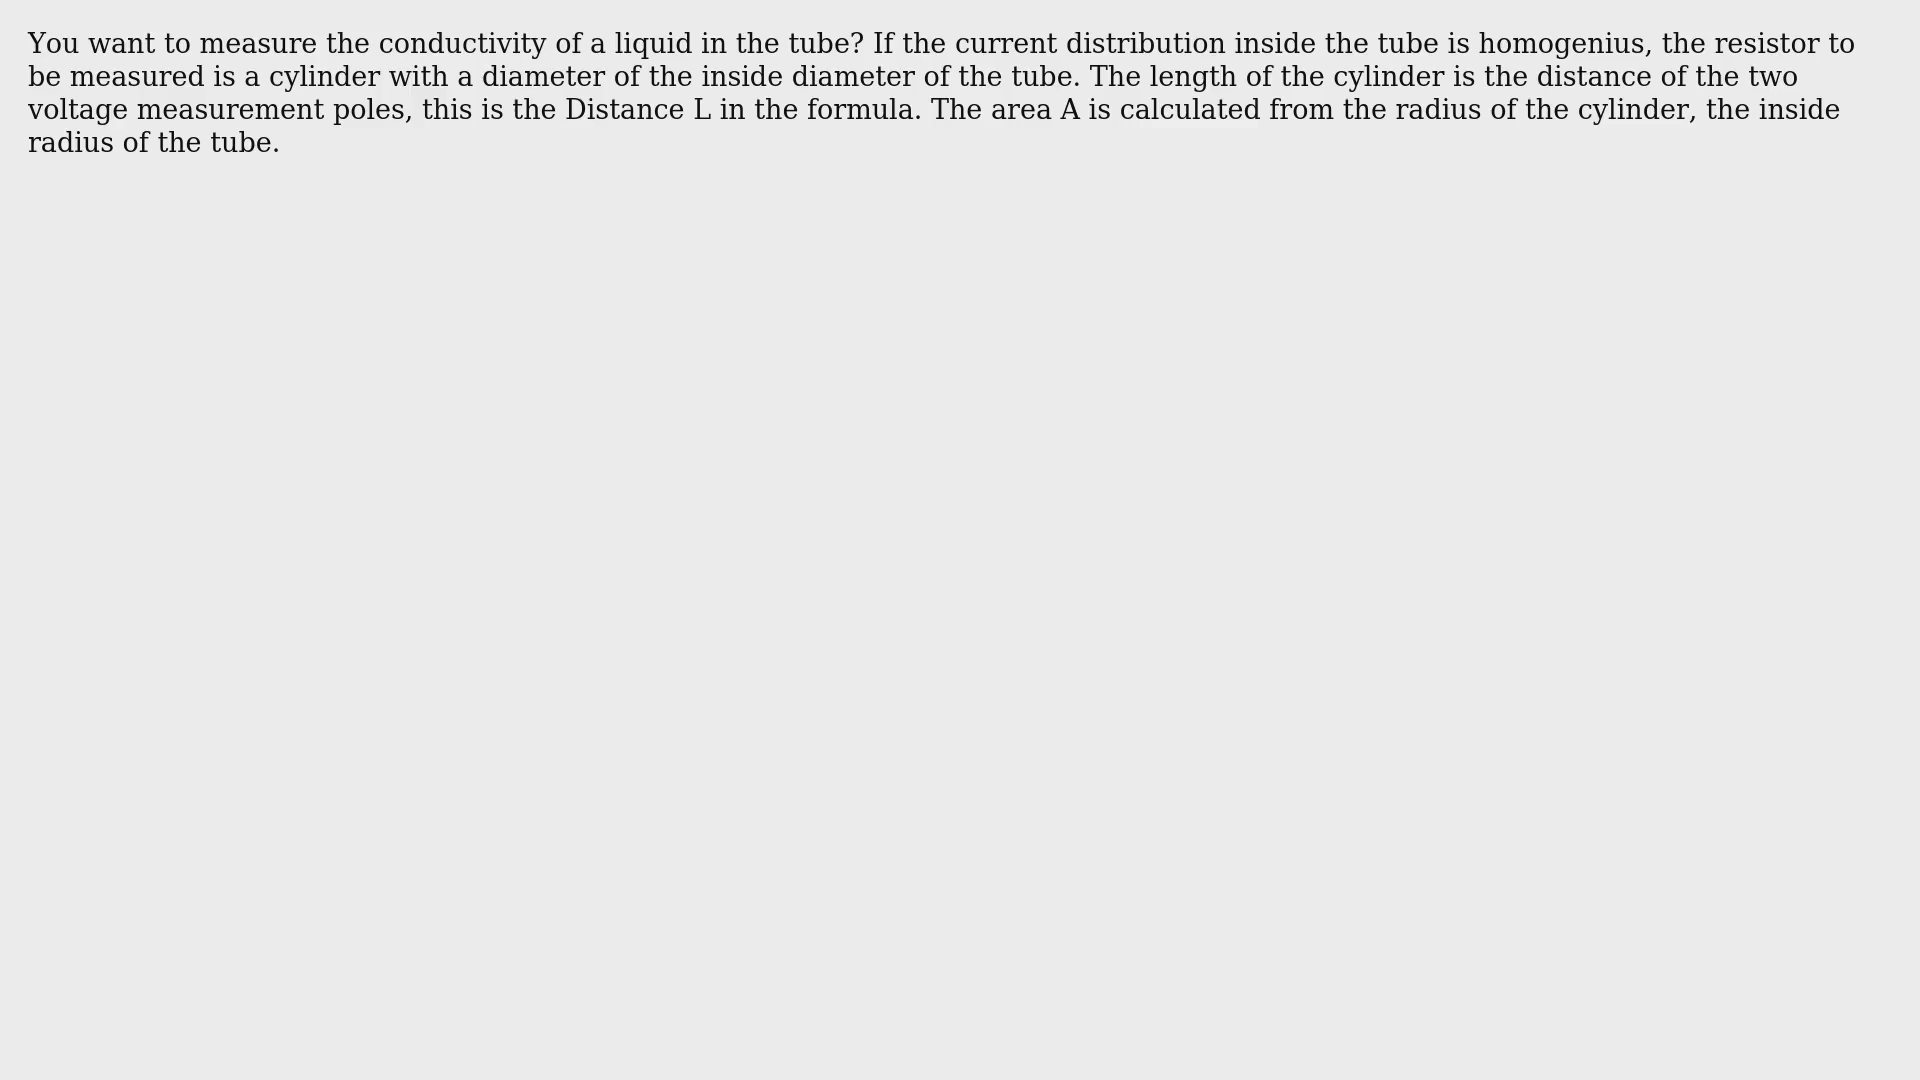 You want to measure the conductivity of a liquid in the tube? If the current distribution inside the tube is homogenius, the resistor to
be measured is a cylinder with a diameter of the inside diameter of the tube. The length of the cylinder is the distance of the two
voltage measurement poles, this is the Distance L in the formula. The area A is calculated from the radius of the cylinder, the inside
radius of the tube.